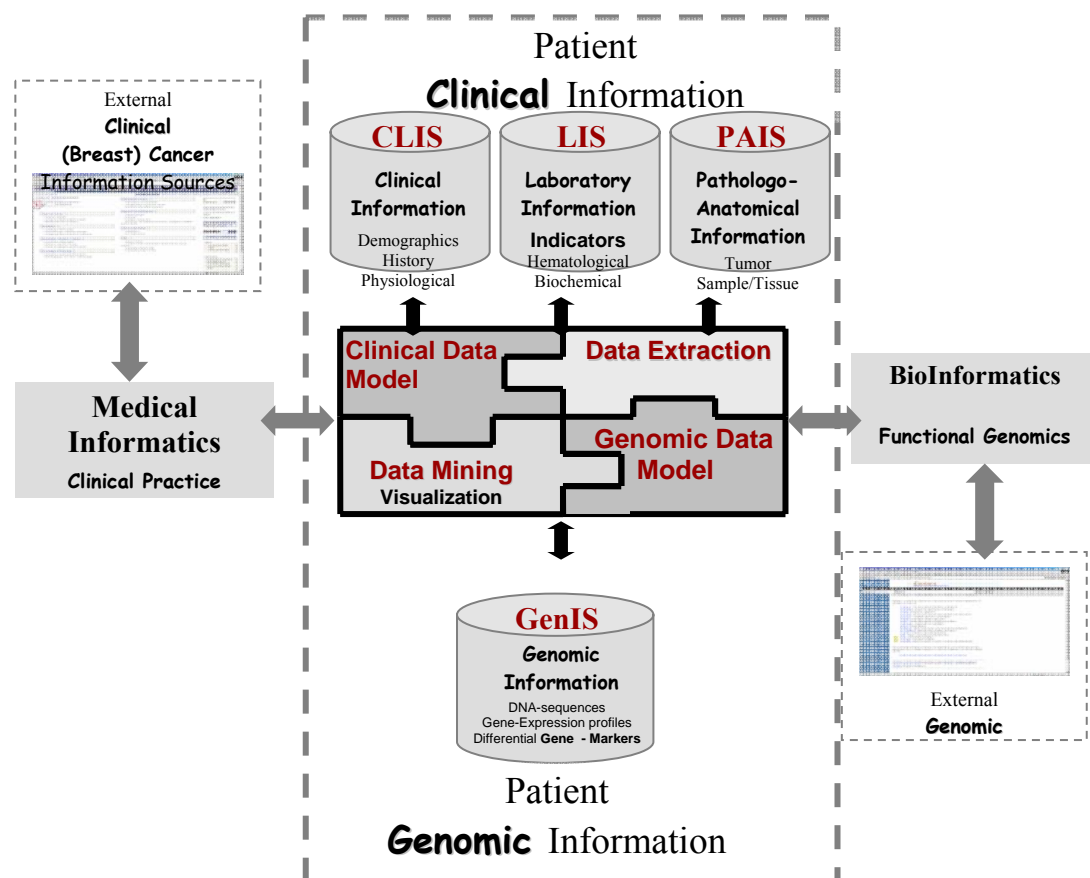 Patient
Clinical Information
External
Clinical
(Breast) Cancer
Information Sources
CLIS
Clinical
Information
Demographics
History
Physiological
LIS
Laboratory
Information
Indicators
Hematological
Biochemical
PAIS
Pathologo-
Anatomical
Information
Tumor
Sample/Tissue
Clinical Data
Model
Data Extraction
Medical
Informatics
Clinical Practice
BioInformatics
Functional Genomics
Data Mining
Visualization
Genomic Data
Model
GenIS
Genomic
Information
DNA-sequences
Gene-Expression profiles
Differential Gene - Markers
External
Genomic
Patient
Genomic Information